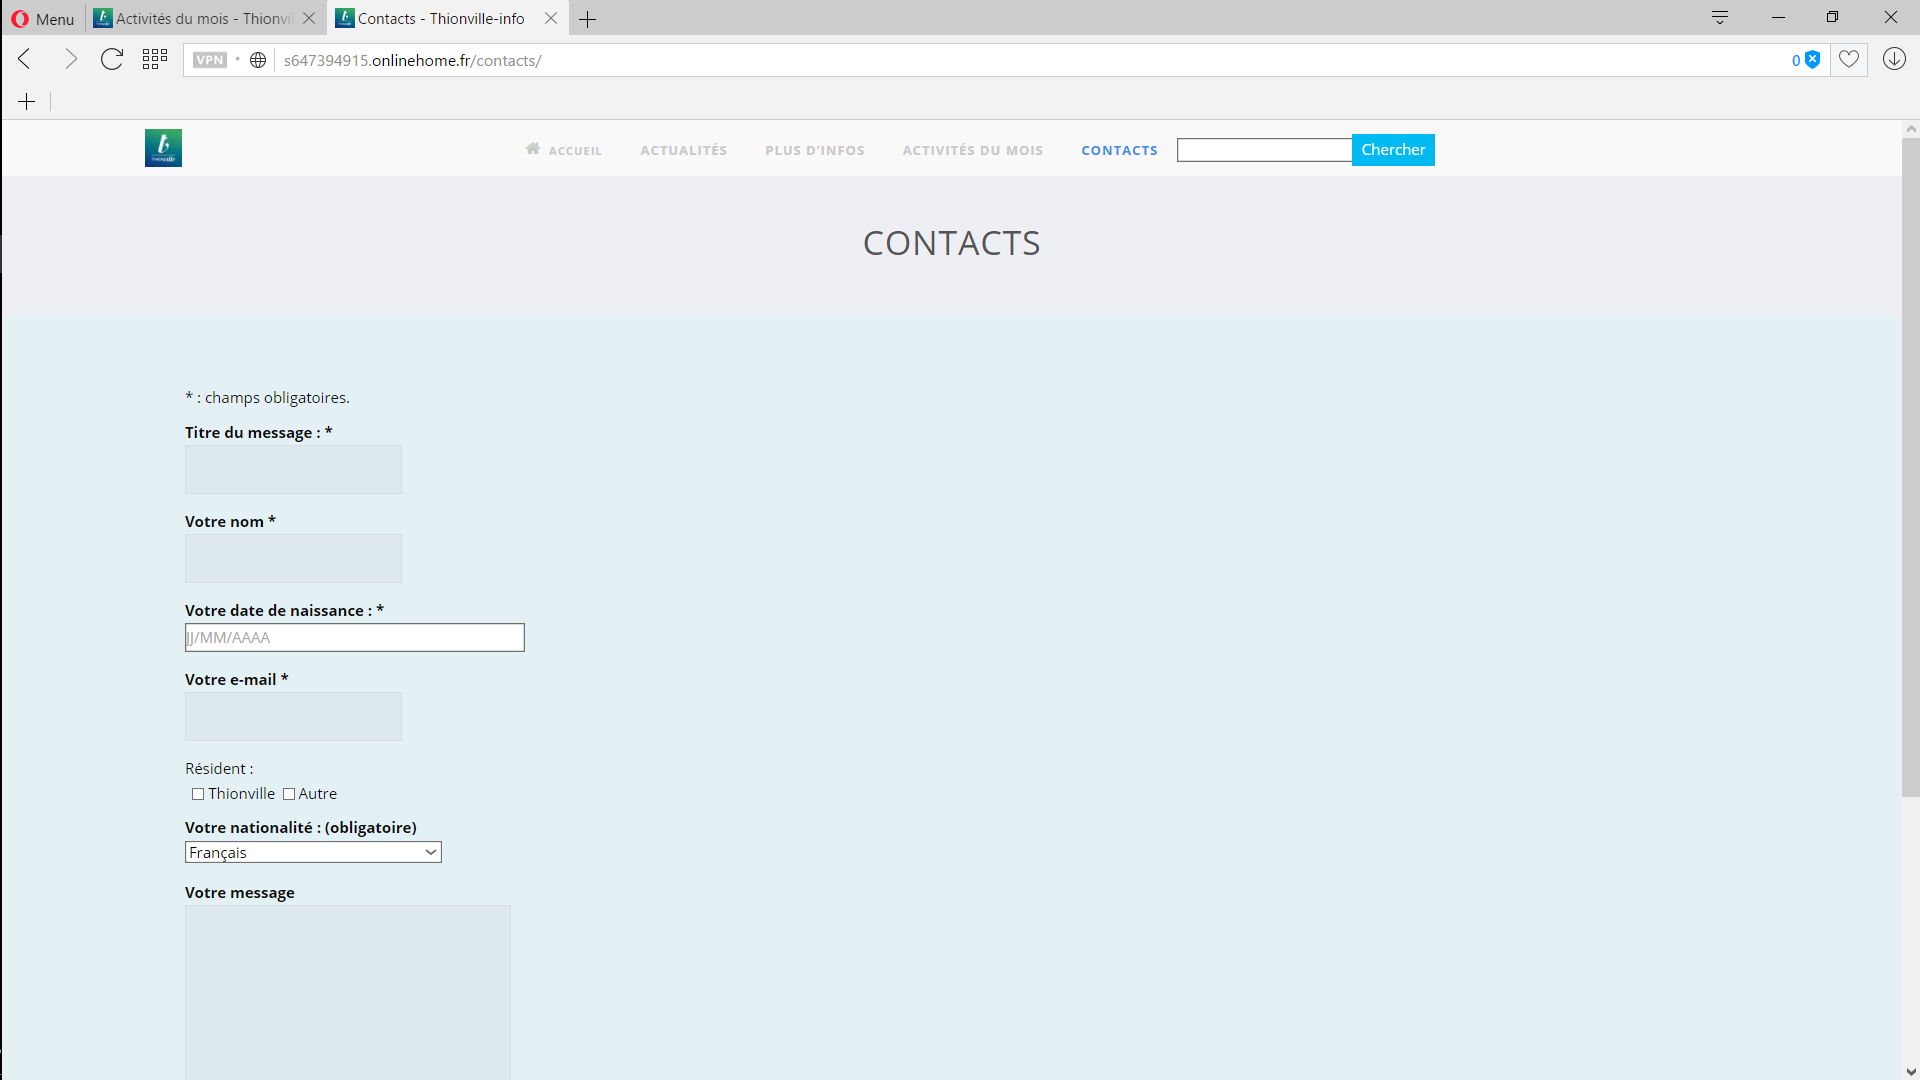 Menu
Activités du mois - Thionvil
Contacts - Thionville-info
VPN
s647394915.onlinehome.fr/contacts/
0
ACCUEIL
ACTUALITÉS
PLUS D'INFOS
ACTIVITÉS DU MOIS
CONTACTS
Chercher
CONTACTS
* : champs obligatoires.
Titre du message : *
Votre nom *
Votre date de naissance : *
JJ/MM/AAAA
Votre e-mail *
Résident :
Thionville Autre
Votre nationalité : (obligatoire)
Français
Votre message